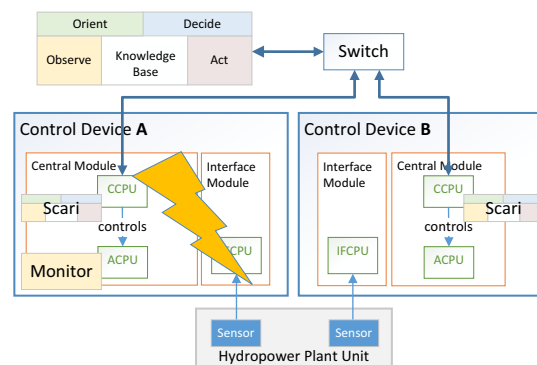 Orient
Decide
Observe
Knowledge
Base
Act
Switch
Control Device A
Central Module
CCPU
Scari
controls
Monitor
ACPU
Interface
Module
Control Device B
Interface
Module
IFCPU
Central Module
CCPU
Scari
controls
ACPU
Sensor
Sensor
Hydropower Plant Unit